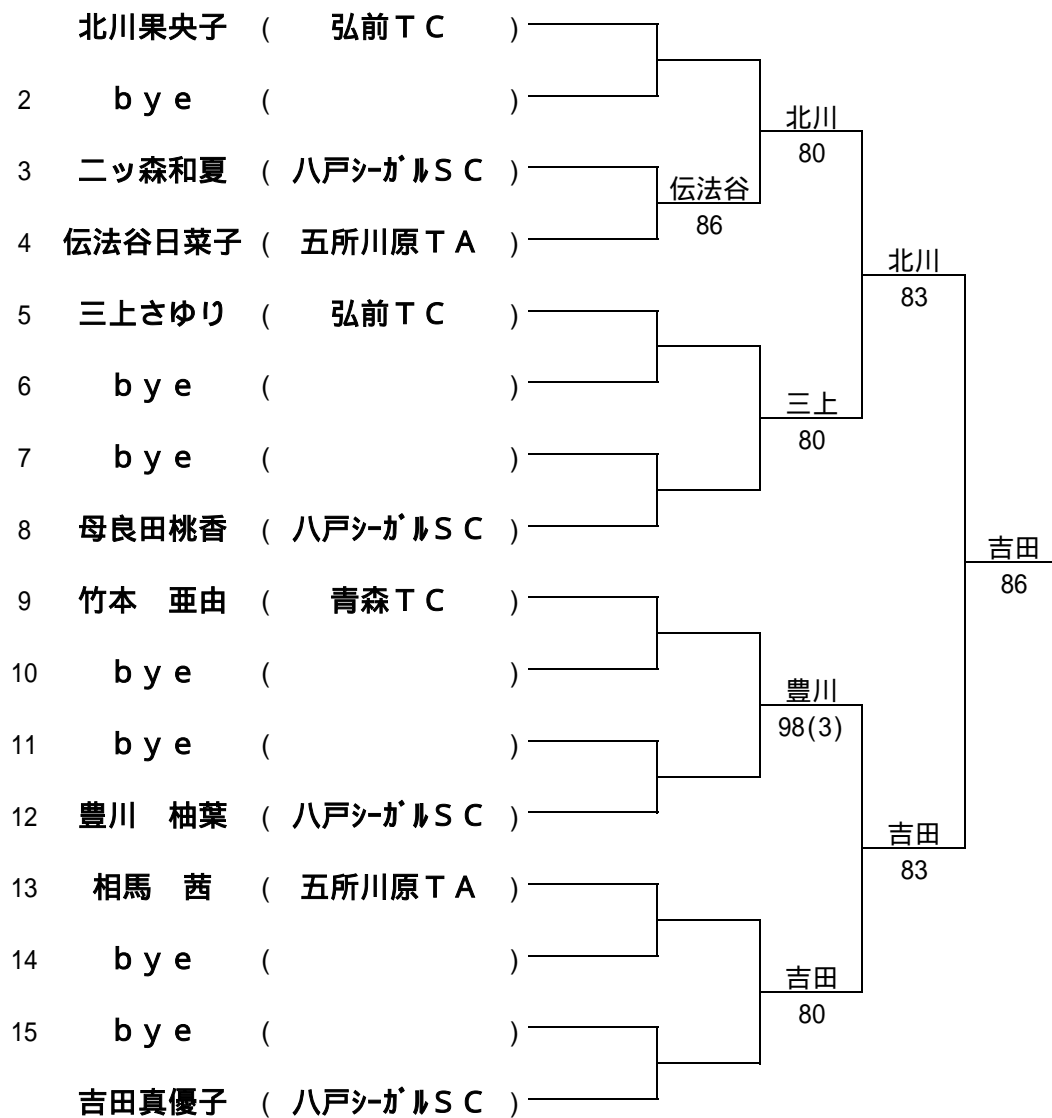 北川果央子 ( 弘前ＴＣ )
2 ｂｙｅ ( )
北川
80
3 二ッ森和夏 ( 八戸ｼｰｶﾞﾙＳＣ )
伝法谷
86
4 伝法谷日菜子 ( 五所川原ＴＡ )
北川
83
5 三上さゆり ( 弘前ＴＣ )
6 ｂｙｅ ( )
三上
80
7 ｂｙｅ ( )
8 母良田桃香 ( 八戸ｼｰｶﾞﾙＳＣ )
吉田
86
9 竹本　亜由 ( 青森ＴＣ )
10 ｂｙｅ ( )
豊川
98(3)
11 ｂｙｅ ( )
12 豊川　柚葉 ( 八戸ｼｰｶﾞﾙＳＣ )
吉田
83
13 相馬　茜 ( 五所川原ＴＡ )
14 ｂｙｅ ( )
吉田
80
15 ｂｙｅ ( )
吉田真優子 ( 八戸ｼｰｶﾞﾙＳＣ )